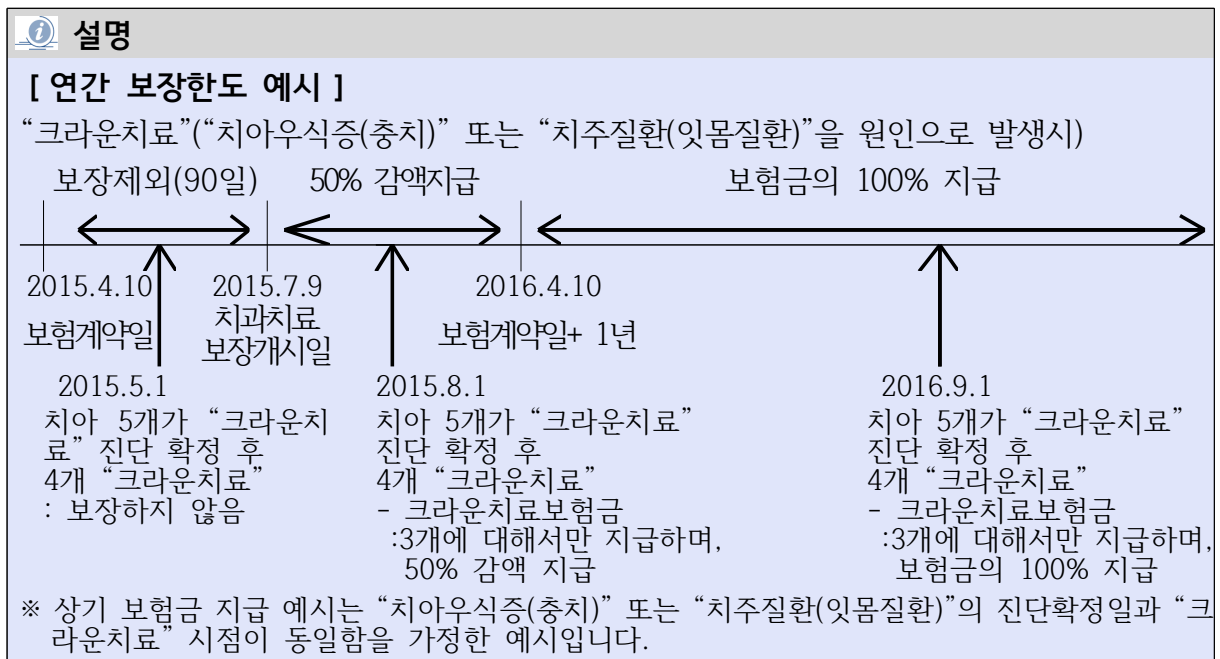 설명
[ 연간 보장한도 예시 ]
“크라운치료”(“치아우식증(충치)” 또는 “치주질환(잇몸질환)”을 원인으로 발생시)
보장제외(90일) 50% 감액지급 보험금의 100% 지급
2015.4.10 2015.7.9 2016.4.10
보험계약일 치과치료 보장개시일 보험계약일+ 1년
2015.5.1
치아 5개가 “크라운치
료” 진단 확정 후
4개 “크라운치료”
: 보장하지 않음
2015.8.1
치아 5개가 “크라운치료”
진단 확정 후
4개 “크라운치료”
- 크라운치료보험금
:3개에 대해서만 지급하며,
50% 감액 지급
2016.9.1
치아 5개가 “크라운치료”
진단 확정 후
4개 “크라운치료”
- 크라운치료보험금
:3개에 대해서만 지급하며,
보험금의 100% 지급
※ 상기 보험금 지급 예시는 “치아우식증(충치)” 또는 “치주질환(잇몸질환)”의 진단확정일과 “크
라운치료” 시점이 동일함을 가정한 예시입니다.